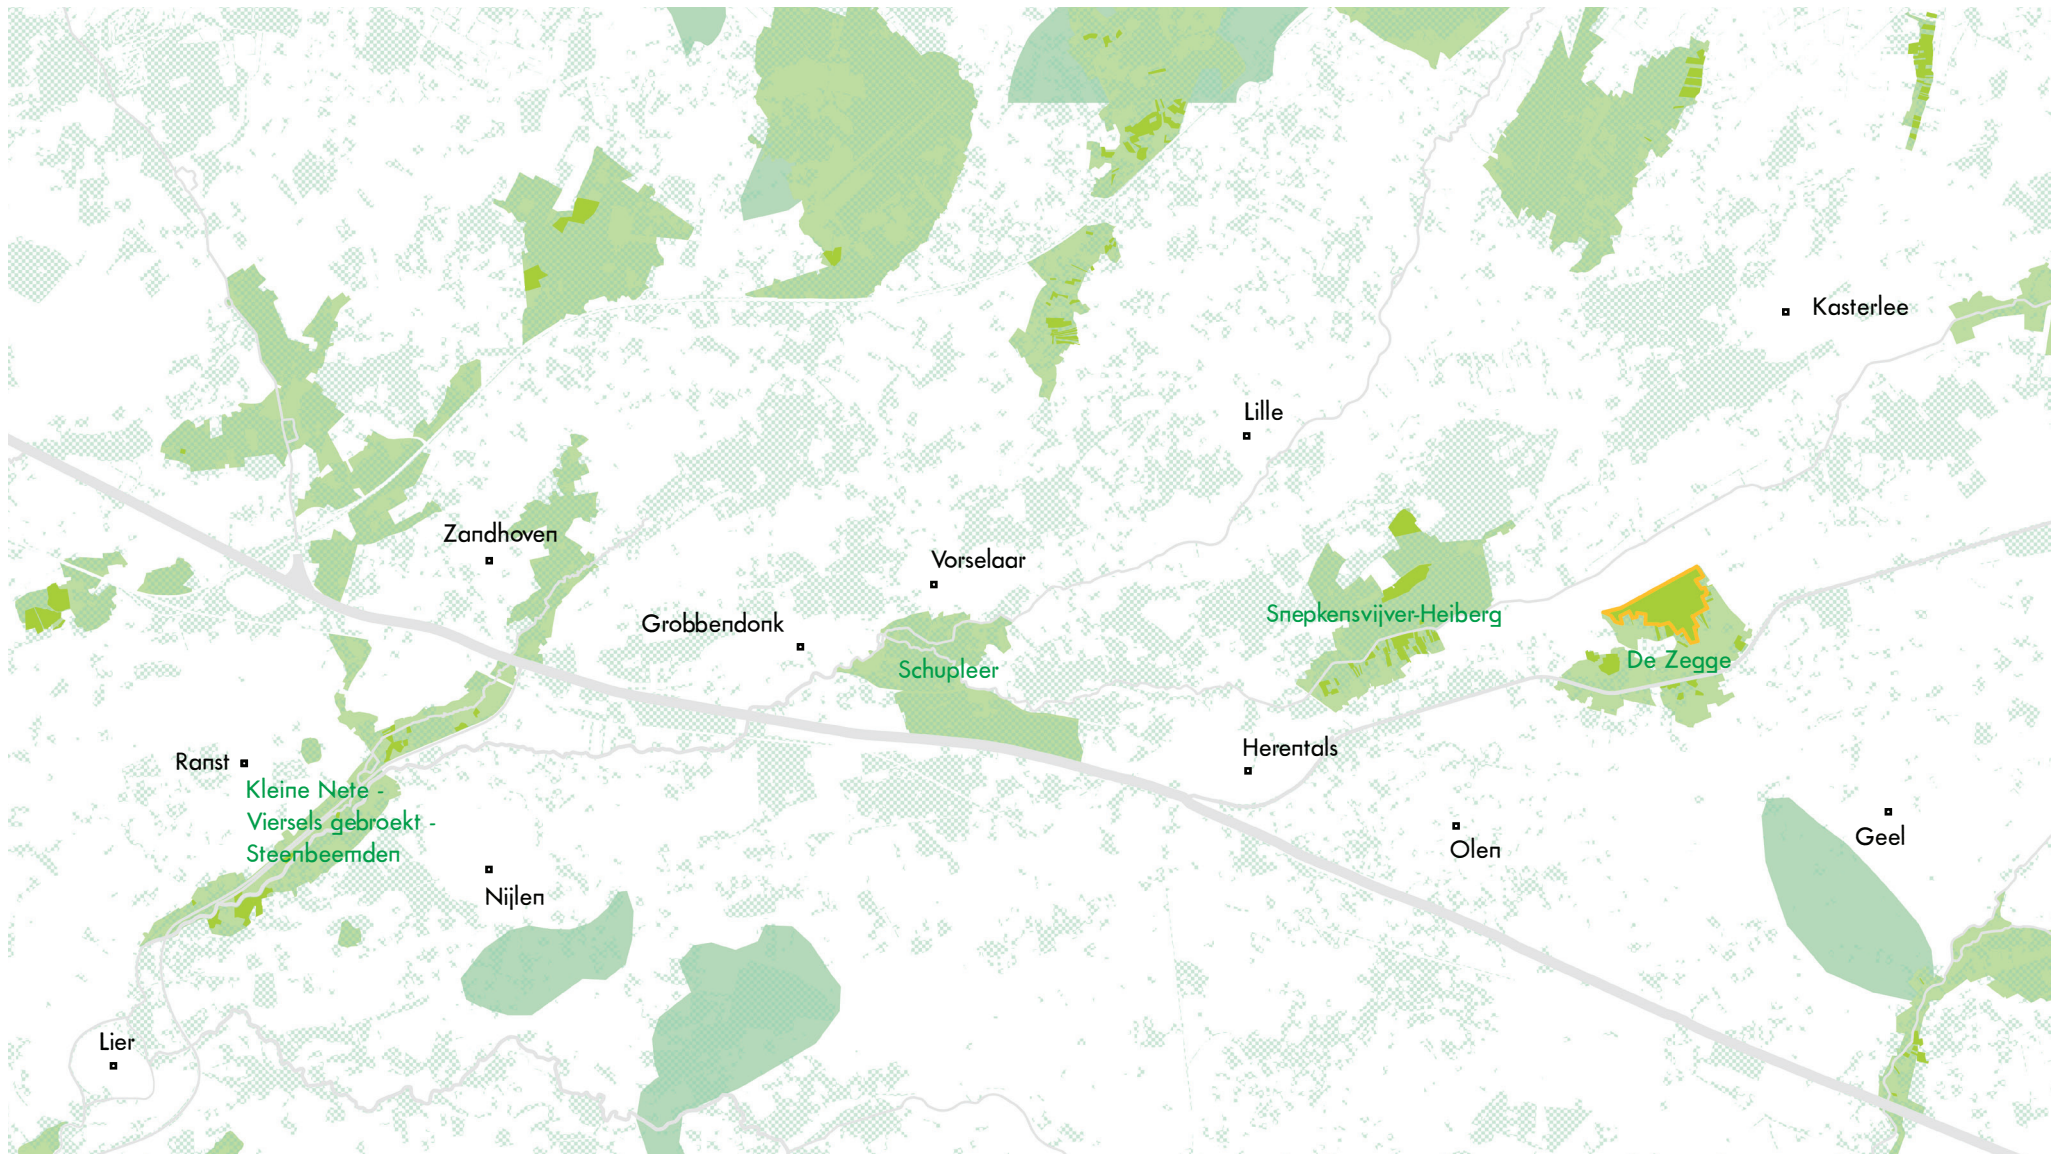 Kasterlee
Lille
Zandhoven
Vorselaar
Grobbendonk
Snepkensvijver-Heiberg
Schupleer
De Zegge
Herentals
Ranst
Kleine Nete -
Viersels gebroekt -
Steenbeemden
Olen
Geel
Nijlen
Lier